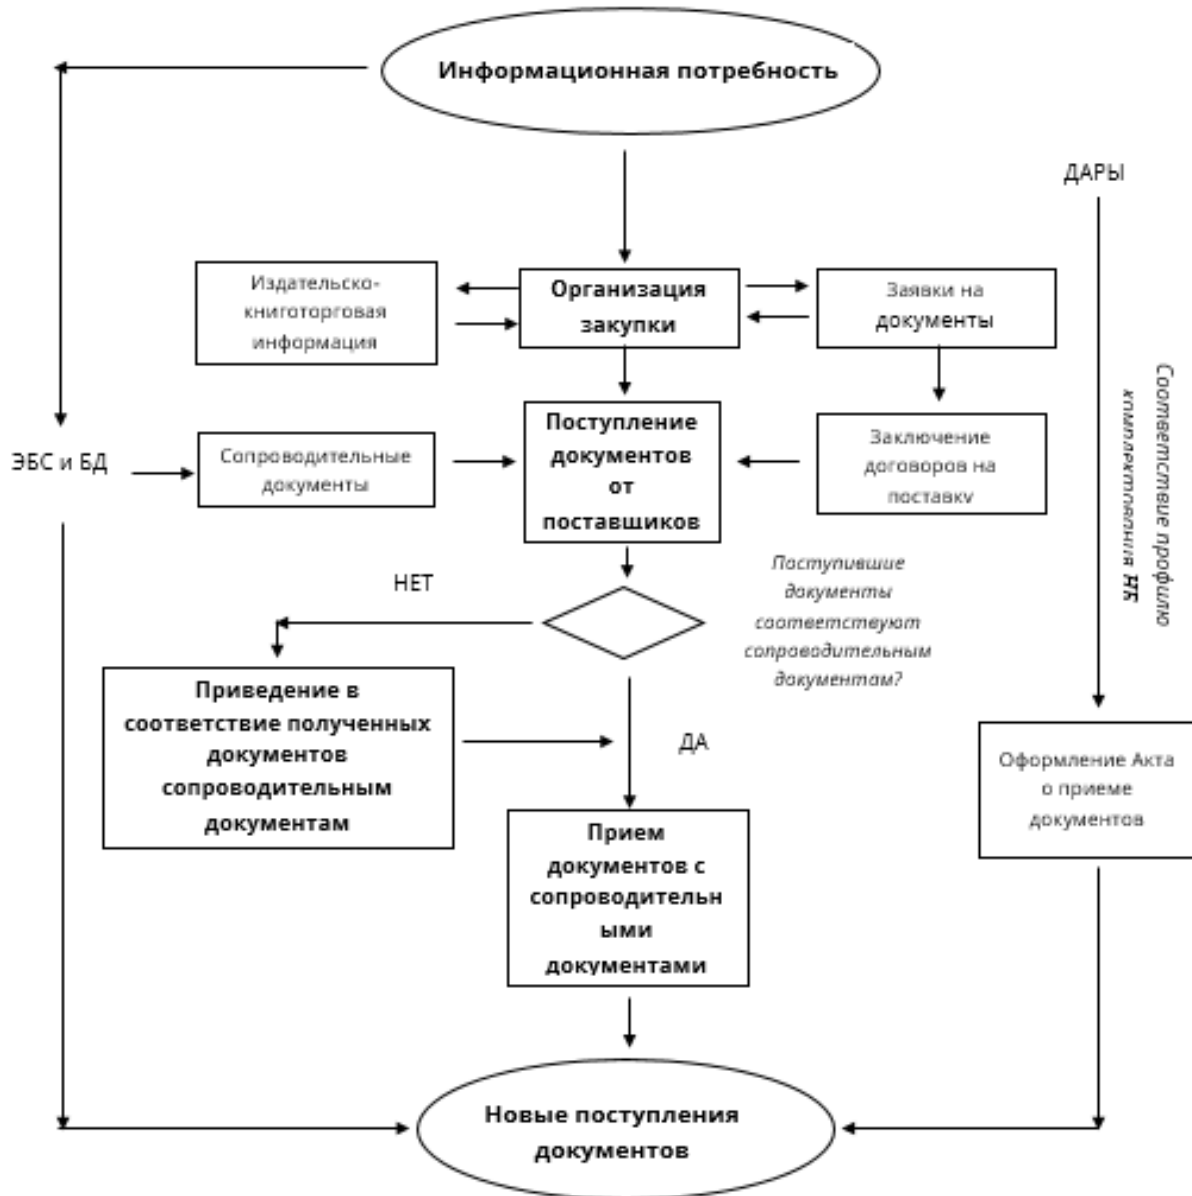 Информационная потребность
ДАРЫ
Издательско-
книготорговая
информация
Организация
закупки
Заявки на
документы
ЭБС и БД
Сопроводительные
документы
Поступление
документов
от
поставщиков
Заключение
договоров на
поставку
Соответствие профилю
комплектования НБ
НЕТ
Поступившие
документы
соответствуют
сопроводительным
документам?
Приведение в
соответствие полученных
документов
сопроводительным
документам
ДА
Оформление Акта
о приеме
документов
Прием
документов с
сопроводительн
ыми
документами
Новые поступления
документов